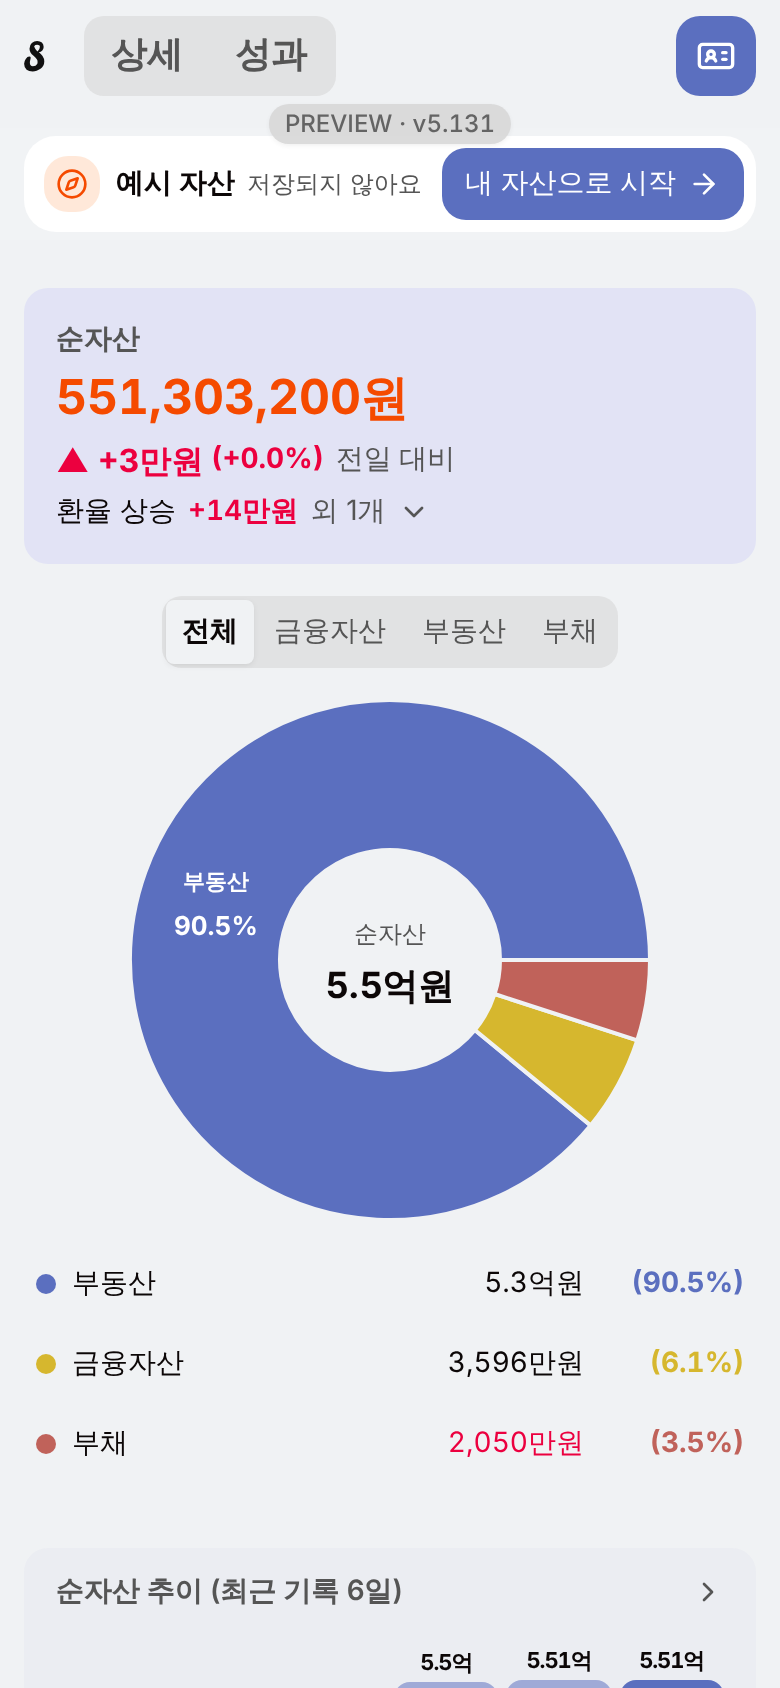 S
상세 성과
PREVIEW · v5.131
예시 자산 저장되지 않아요 내 자산으로 시작 →
순자산
551,303,200원
▲ +3만원 (+0.0%) 전일 대비
환율 상승 +14만원 외 1개
전체 금융자산 부동산 부채
부동산
90.5%
순자산
5.5억원
부동산 5.3억원 (90.5%)
금융자산 3,596만원 (6.1%)
부채 2,050만원 (3.5%)
순자산 추이 (최근 기록 6일)
5.5억 5.51억 5.51억